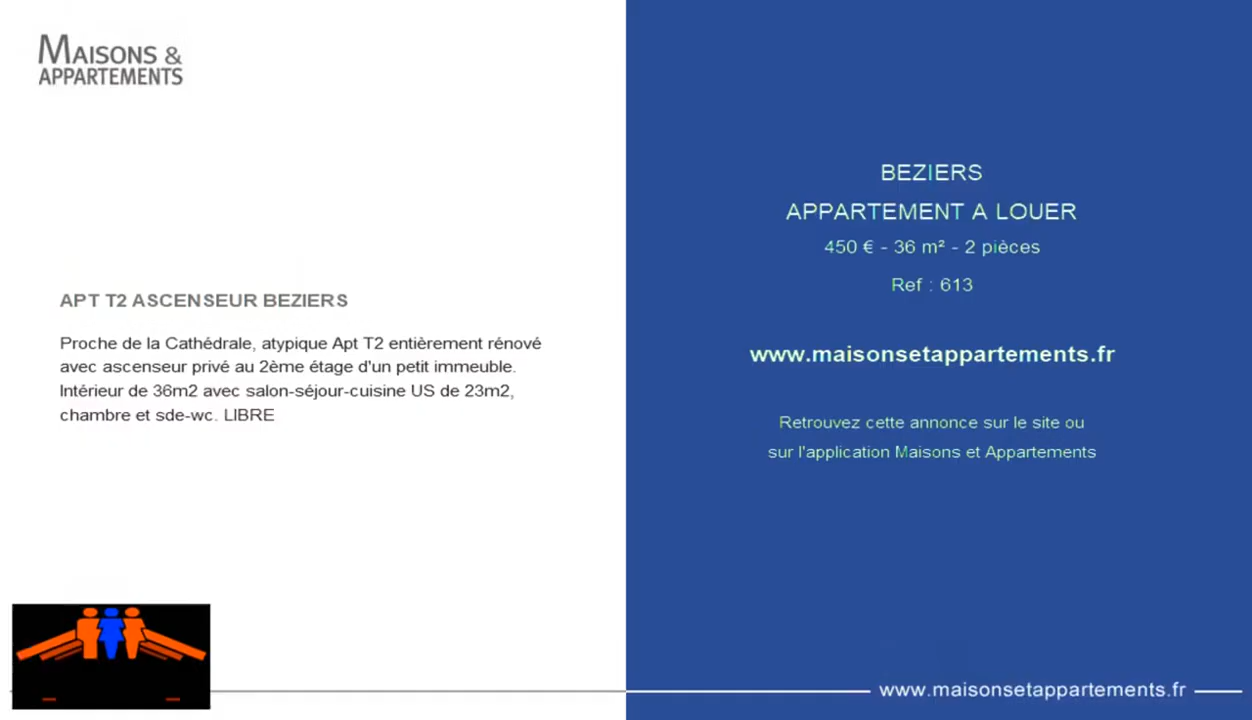 MAISONS &
APPARTEMENTS
APT T2 ASCENSEUR BEZIERS
Proche de la Cathédrale, atypique Apt T2 entièrement rénové
avec ascenseur privé au 2ème étage d'un petit immeuble.
Intérieur de 36m2 avec salon-séjour-cuisine US de 23m2,
chambre et sde-wc. LIBRE
BEZIERS
APPARTEMENT A LOUER
450 € - 36 m² - 2 pièces
Ref : 613
www.maisonsetappartements.fr
Retrouvez cette annonce sur le site ou
sur l'application Maisons et Appartements
www.maisonsetappartements.fr